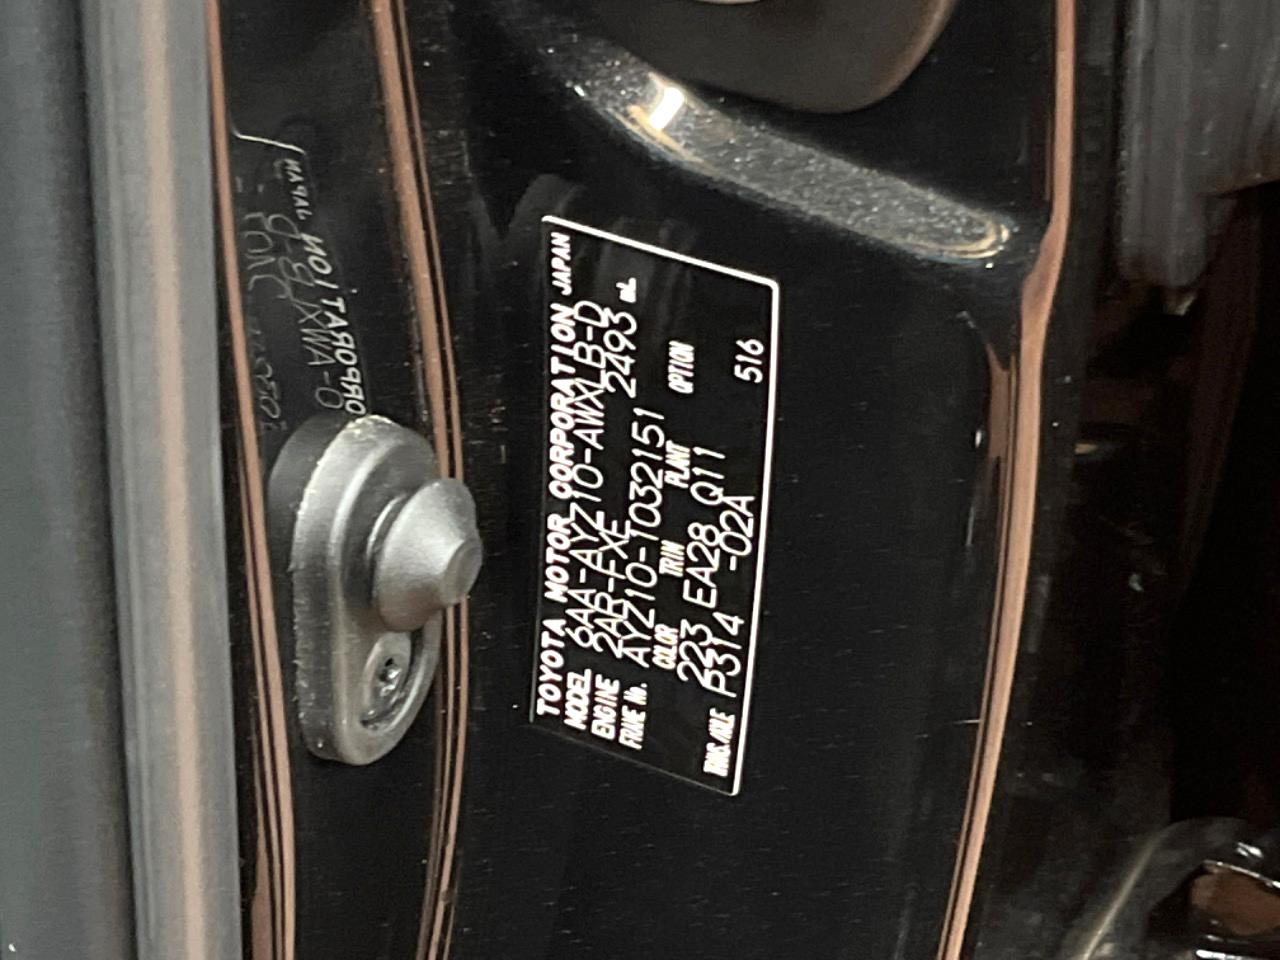 TOYOTA MOTOR CORPORATION JAPAN
MODEL 6AA-AYZ10-AWXLB-D
ENGINE 2AR-FXE 2493 mL
FRAME No. AYZ10-1032151
COLOR TRIM PLANT OPTION
223 EA28 Q11
TRNS./AXLE P314 -02A 516